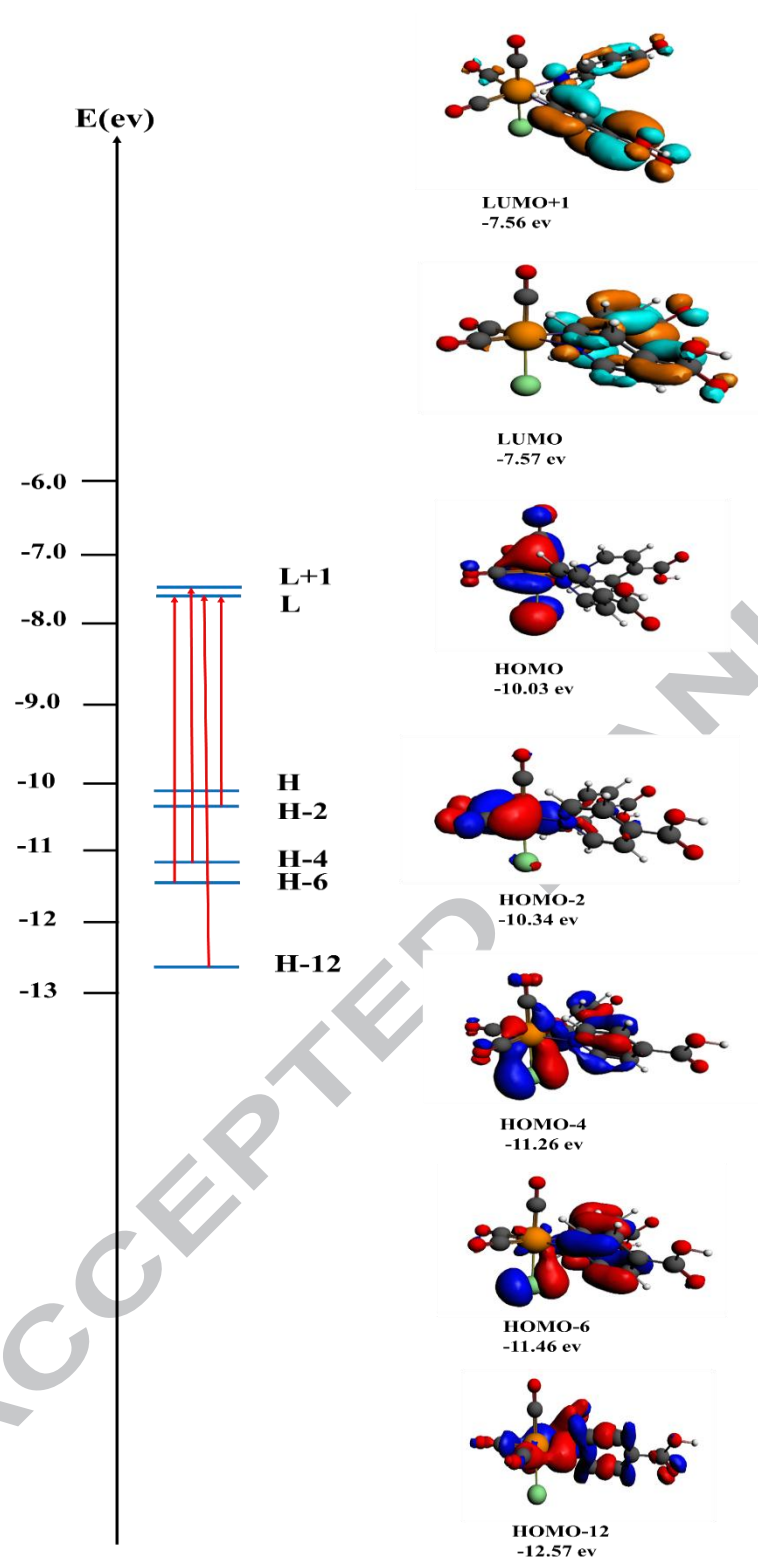 E(ev)
-6.0
-7.0
-8.0
-9.0
-10
-11
-12
-13
L+1
L
H
H-2
H-4
H-6
H-12
LUMO+1
-7.56 ev
LUMO
-7.57 ev
HOMO
-10.03 ev
HOMO-2
-10.34 ev
HOMO-4
-11.26 ev
HOMO-6
-11.46 ev
HOMO-12
-12.57 ev
ACCEPTED